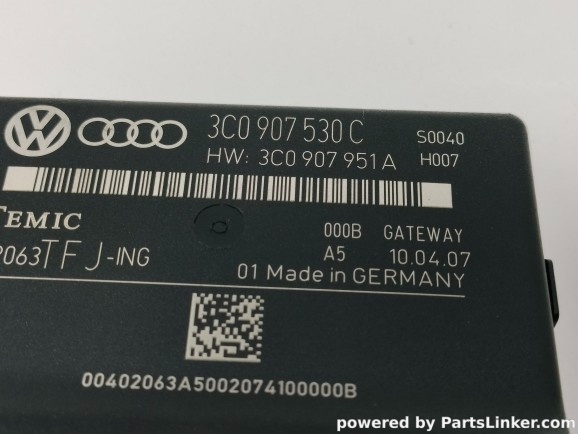 3C0 907 530 C S0040
HW: 3C0 907 951 A H007
TEMIC
000B GATEWAY
2063TFJ-ING A5 10.04.07
01 Made in GERMANY
00402063A5002074100000B
powered by PartsLinker.com